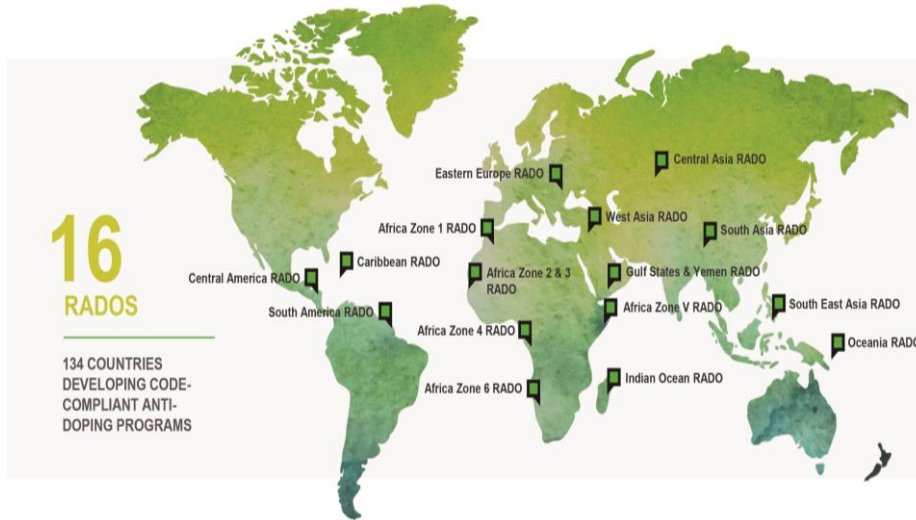 16
RADOS
134 COUNTRIES
DEVELOPING CODE-
COMPLIANT ANTI-
DOPING PROGRAMS
Central Asia RADO
Eastern Europe RADO
West Asia RADO
Africa Zone 1 RADO
South Asia RADO
Caribbean RADO
Central America RADO
Africa Zone 2 & 3
RADO
Gulf States & Yemen RADO
South America RADO
Africa Zone V RADO
South East Asia RADO
Africa Zone 4 RADO
Oceania RADO
Indian Ocean RADO
Africa Zone 6 RADO